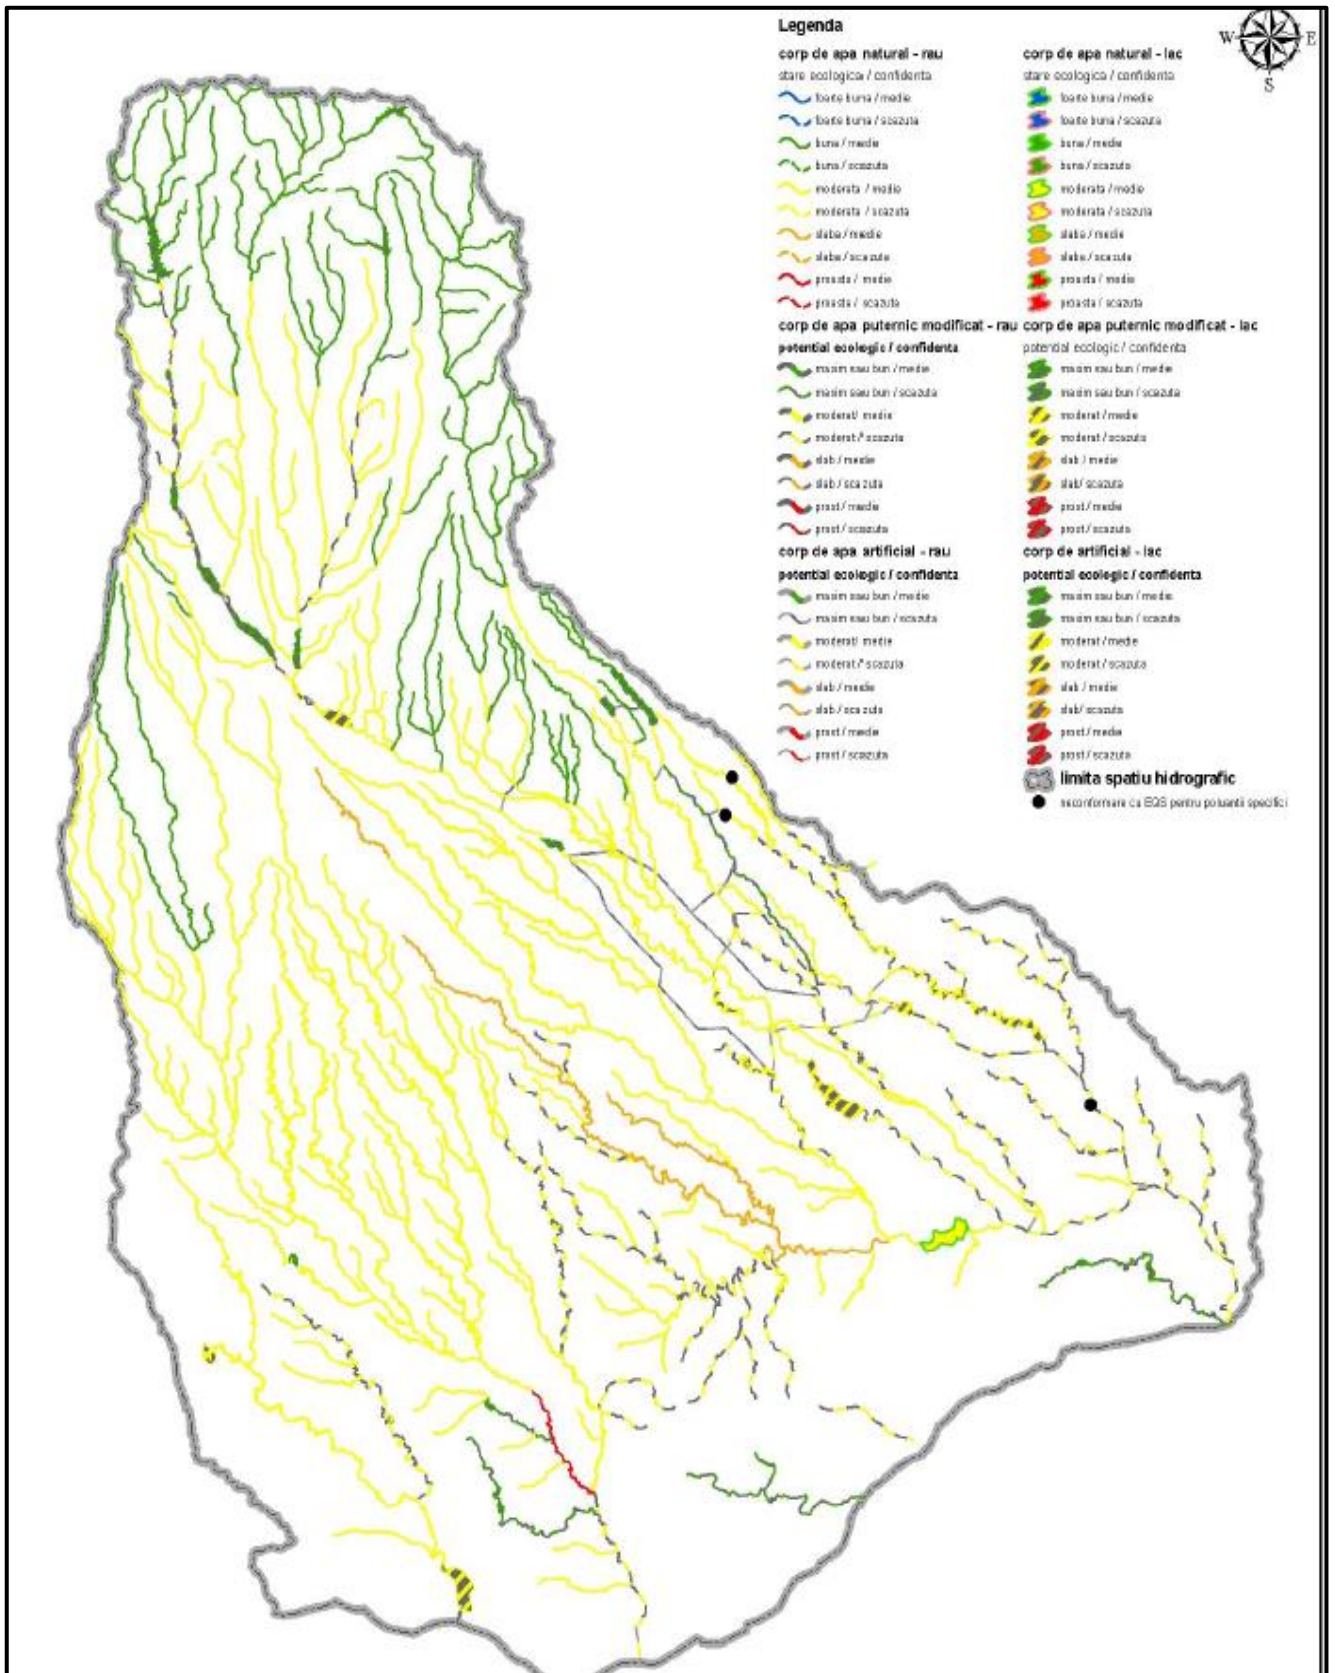 Legenda
corp de apa natural - rau
stare ecologica / confidenta
foarte buna / medie
foarte buna / scazuta
buna / medie
buna / scazuta
moderata / medie
moderata / scazuta
slaba / medie
slaba / scazuta
proasta / medie
proasta / scazuta
corp de apa puternic modificat - rau
potential ecologic / confidenta
maxim sau bun / medie
maxim sau bun / scazuta
moderat/ medie
moderat/* scazuta
slab / medie
slab / scazuta
prost / medie
prost / scazuta
corp de apa artificial - rau
potential ecologic / confidenta
maxim sau bun / medie
maxim sau bun / scazuta
moderat/ medie
moderat/* scazuta
slab / medie
slab / scazuta
prost / medie
prost / scazuta
corp de apa natural - lac
stare ecologica / confidenta
foarte buna / medie
foarte buna / scazuta
buna / medie
buna / scazuta
moderata / medie
moderata / scazuta
slaba / medie
slaba / scazuta
proasta / medie
proasta / scazuta
corp de apa puternic modificat - lac
potential ecologic / confidenta
maxim sau bun / medie
maxim sau bun / scazuta
moderat / medie
moderat / scazuta
slab / medie
slab/ scazuta
prost / medie
prost / scazuta
corp de artificial - lac
potential ecologic / confidenta
maxim sau bun / medie
maxim sau bun / scazuta
moderat / medie
moderat / scazuta
slab / medie
slab/ scazuta
prost / medie
prost / scazuta
limita spatiu hidrografic
neconformare cu EQS pentru poluantii specifici
W E
S